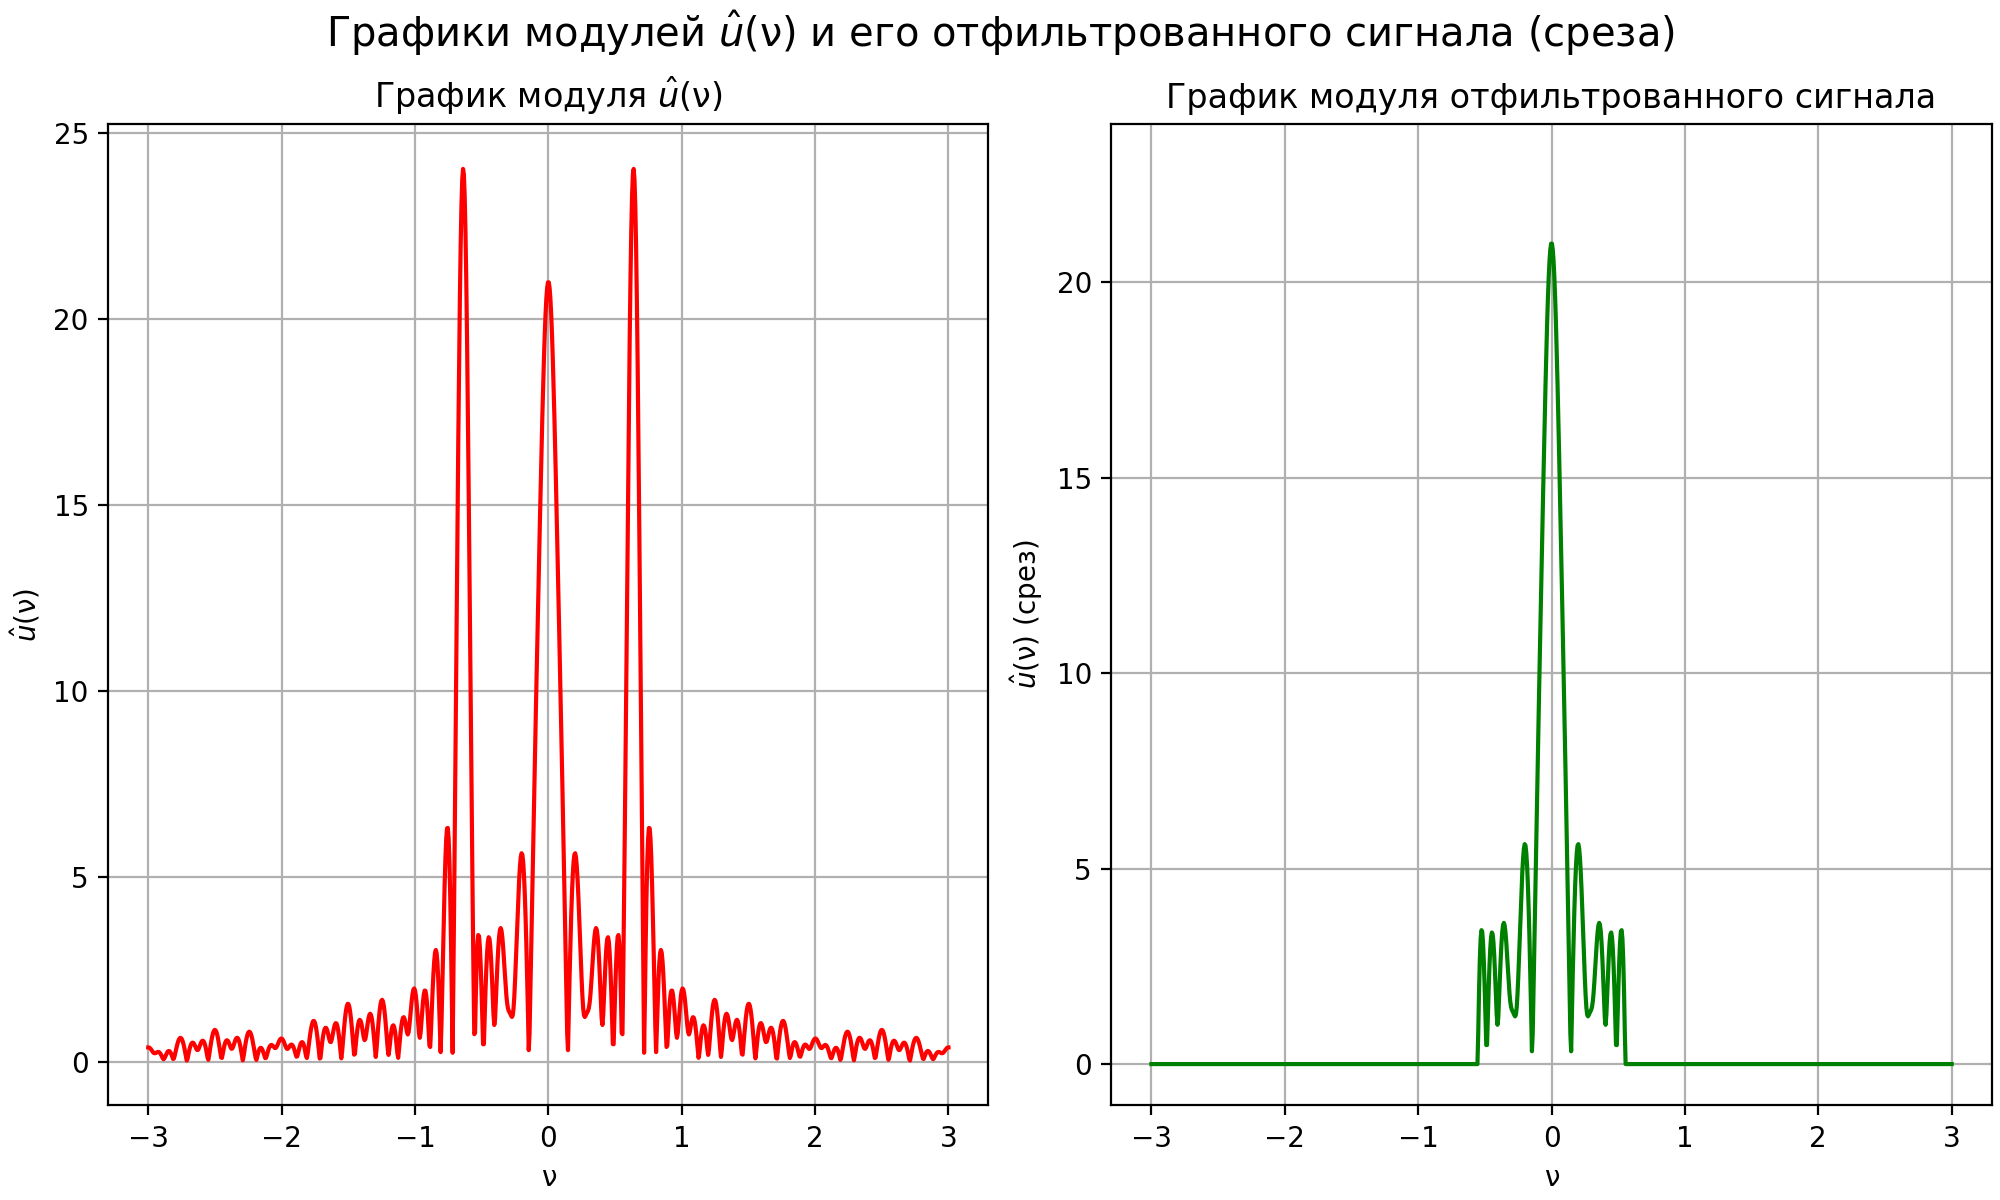 Графики модулей û(ν) и его отфильтрованного сигнала (среза)
График модуля û(ν)
25
20
15
10
5
0
û(ν)
−3 −2 −1 0 1 2 3
ν
График модуля отфильтрованного сигнала
20
15
10
5
0
û(ν) (срез)
−3 −2 −1 0 1 2 3
ν